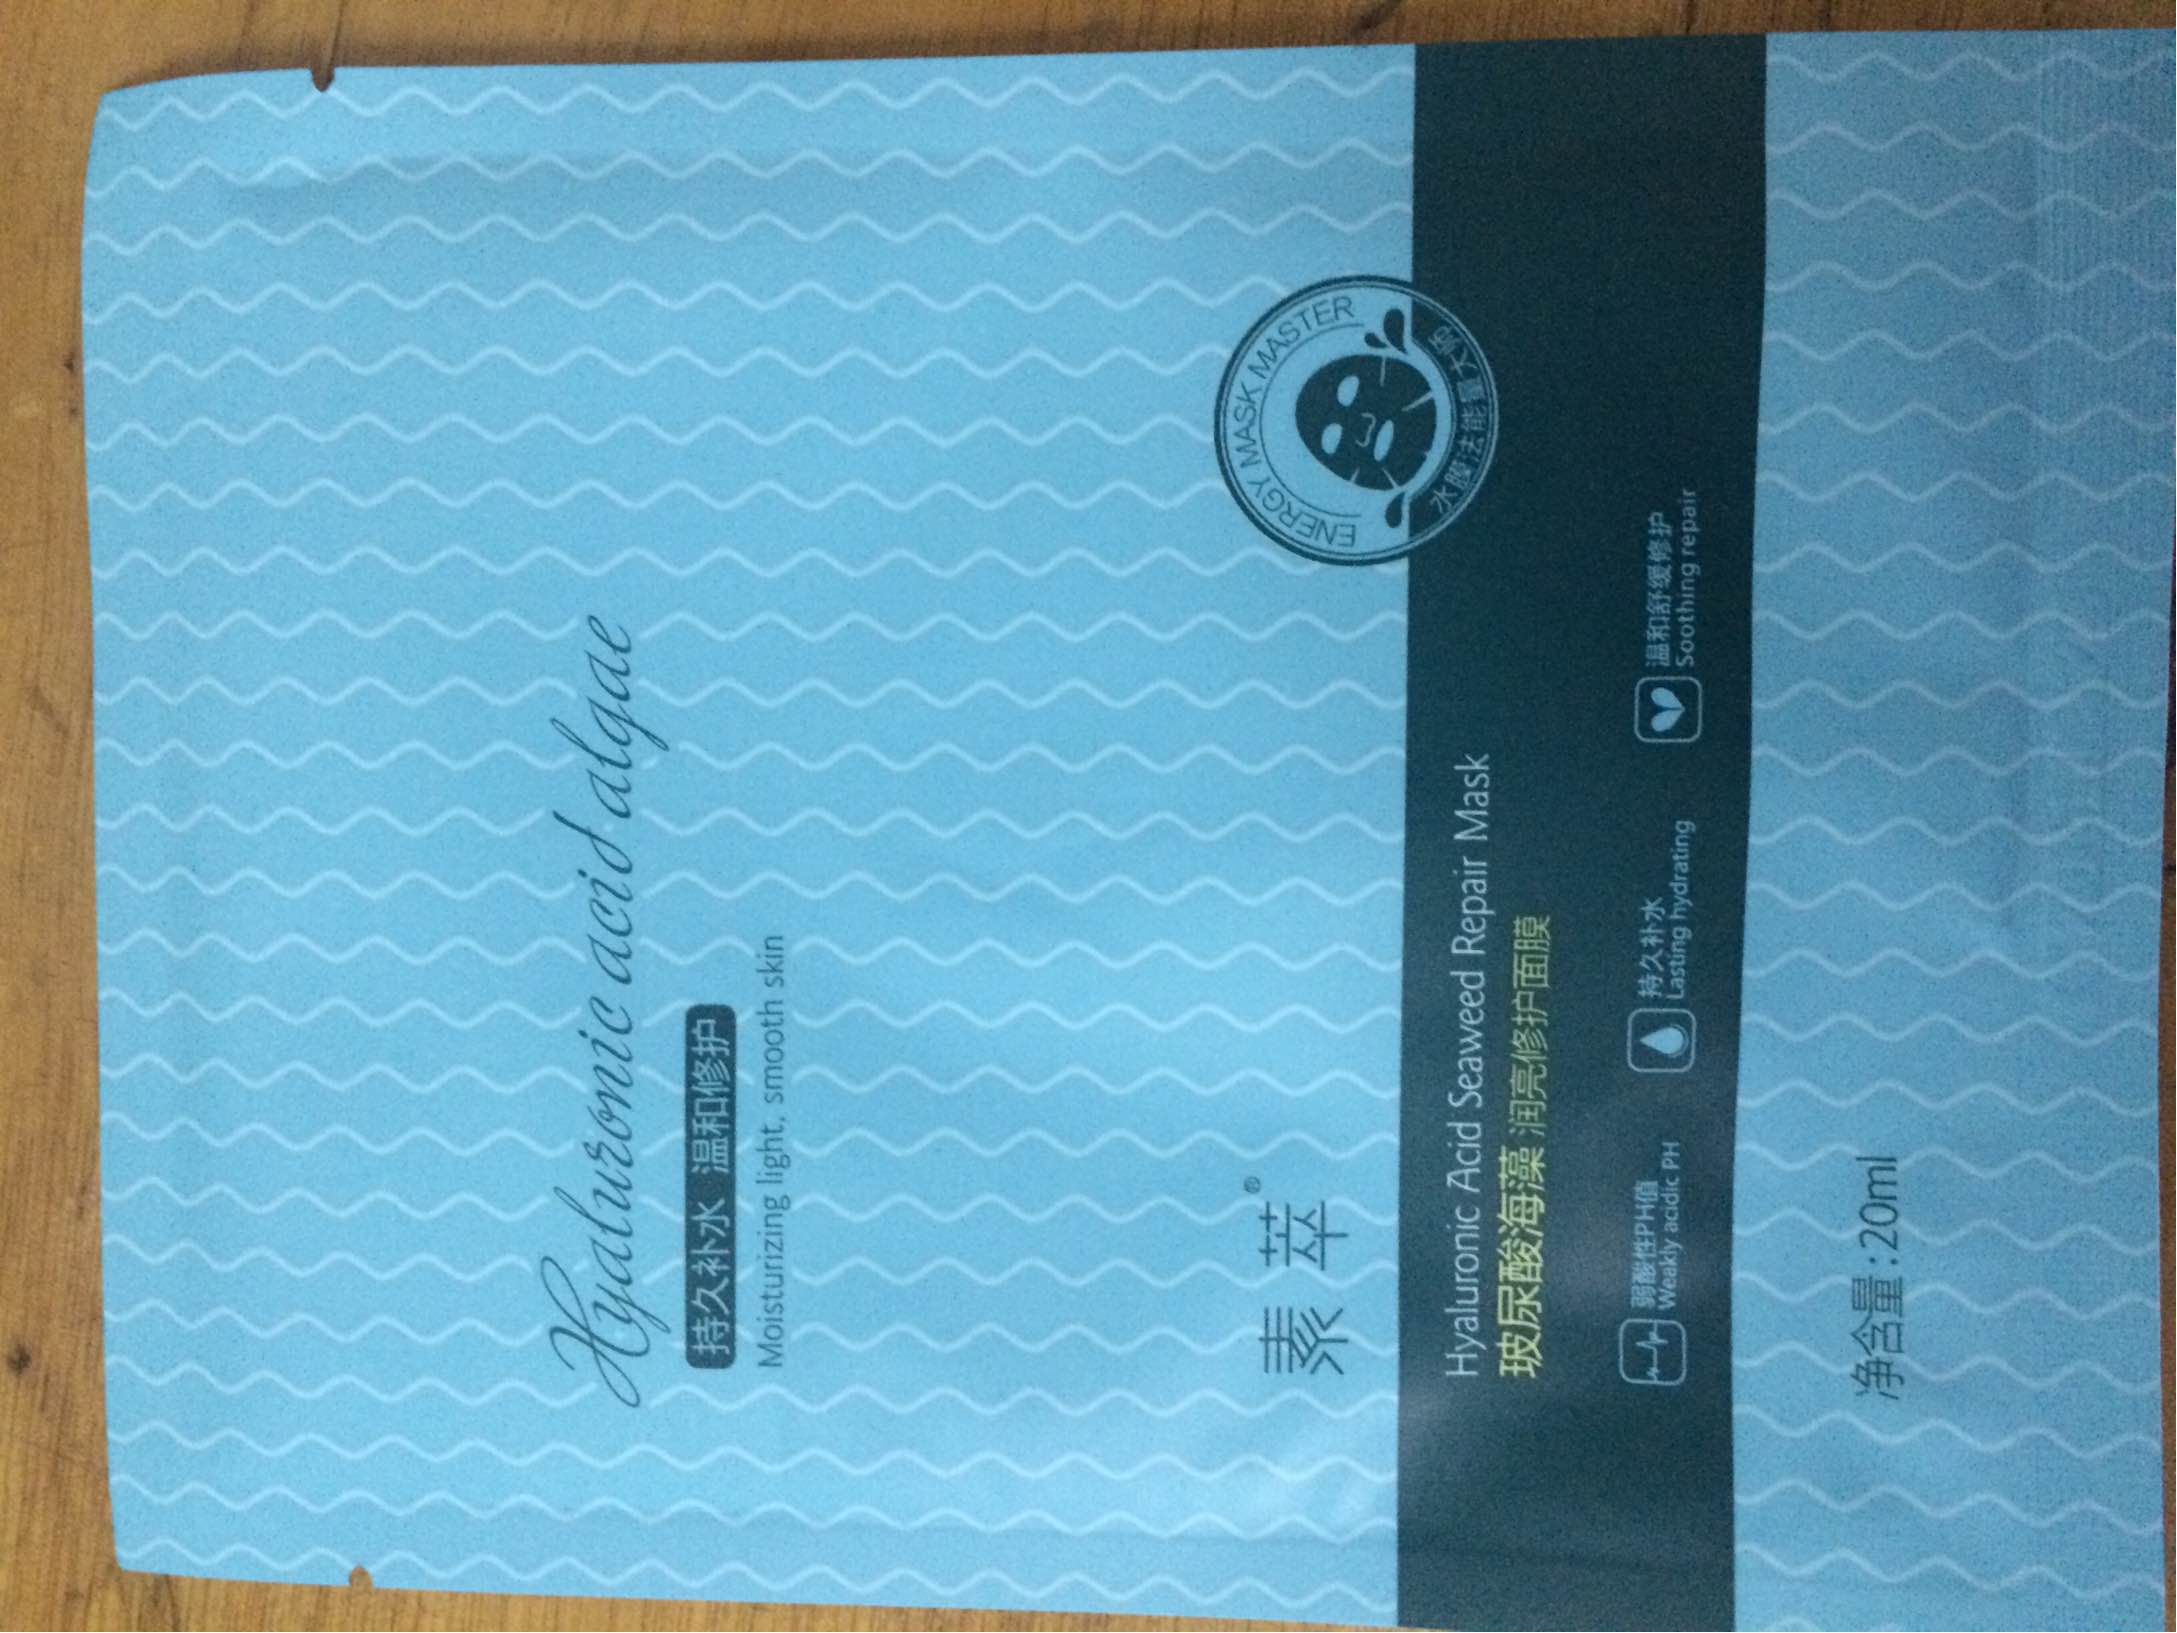 Hyaluronic acid algae
持久补水 温和修护
Moisturizing light, smooth skin
ENERGY MASK MASTER
水膜法能量大师
素萃®
Hyaluronic Acid Seaweed Repair Mask
玻尿酸海藻 润亮修护面膜
弱酸性PH值
Weakly acidic PH
持久补水
Lasting hydrating
温和舒缓修护
Soothing repair
净含量:20ml